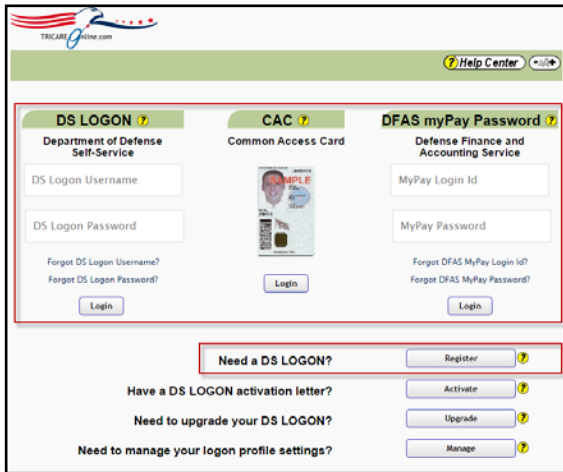 TRICARE Online.com
? Help Center
DS LOGON ?
Department of Defense
Self-Service
DS Logon Username
DS Logon Password
Forgot DS Logon Username?
Forgot DS Logon Password?
Login
CAC ?
Common Access Card
SAMPLE
Login
DFAS myPay Password ?
Defense Finance and
Accounting Service
MyPay Login Id
MyPay Password
Forgot DFAS MyPay Login Id?
Forgot DFAS MyPay Password?
Login
Need a DS LOGON? Register ?
Have a DS LOGON activation letter? Activate ?
Need to upgrade your DS LOGON? Upgrade ?
Need to manage your logon profile settings? Manage ?